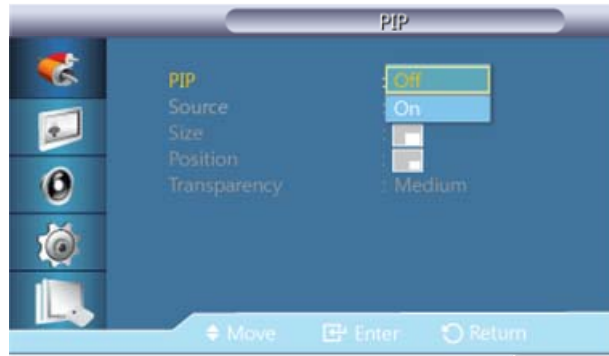 PIP
PIP : Off
Source On
Size :
Position :
Transparency : Medium
Move Enter Return